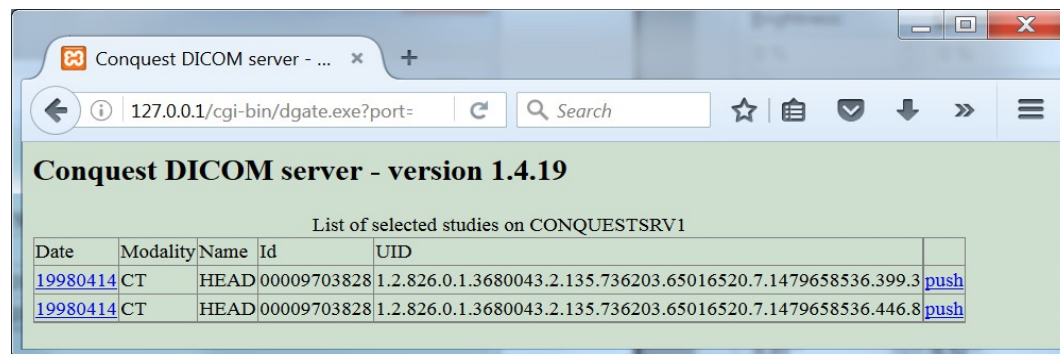 Conquest DICOM server - ...
127.0.0.1/cgi-bin/dgate.exe?port=
Search
Conquest DICOM server - version 1.4.19
List of selected studies on CONQUESTSRV1
Date Modality Name Id UID
19980414 CT HEAD 00009703828 1.2.826.0.1.3680043.2.135.736203.65016520.7.1479658536.399.3 push
19980414 CT HEAD 00009703828 1.2.826.0.1.3680043.2.135.736203.65016520.7.1479658536.446.8 push